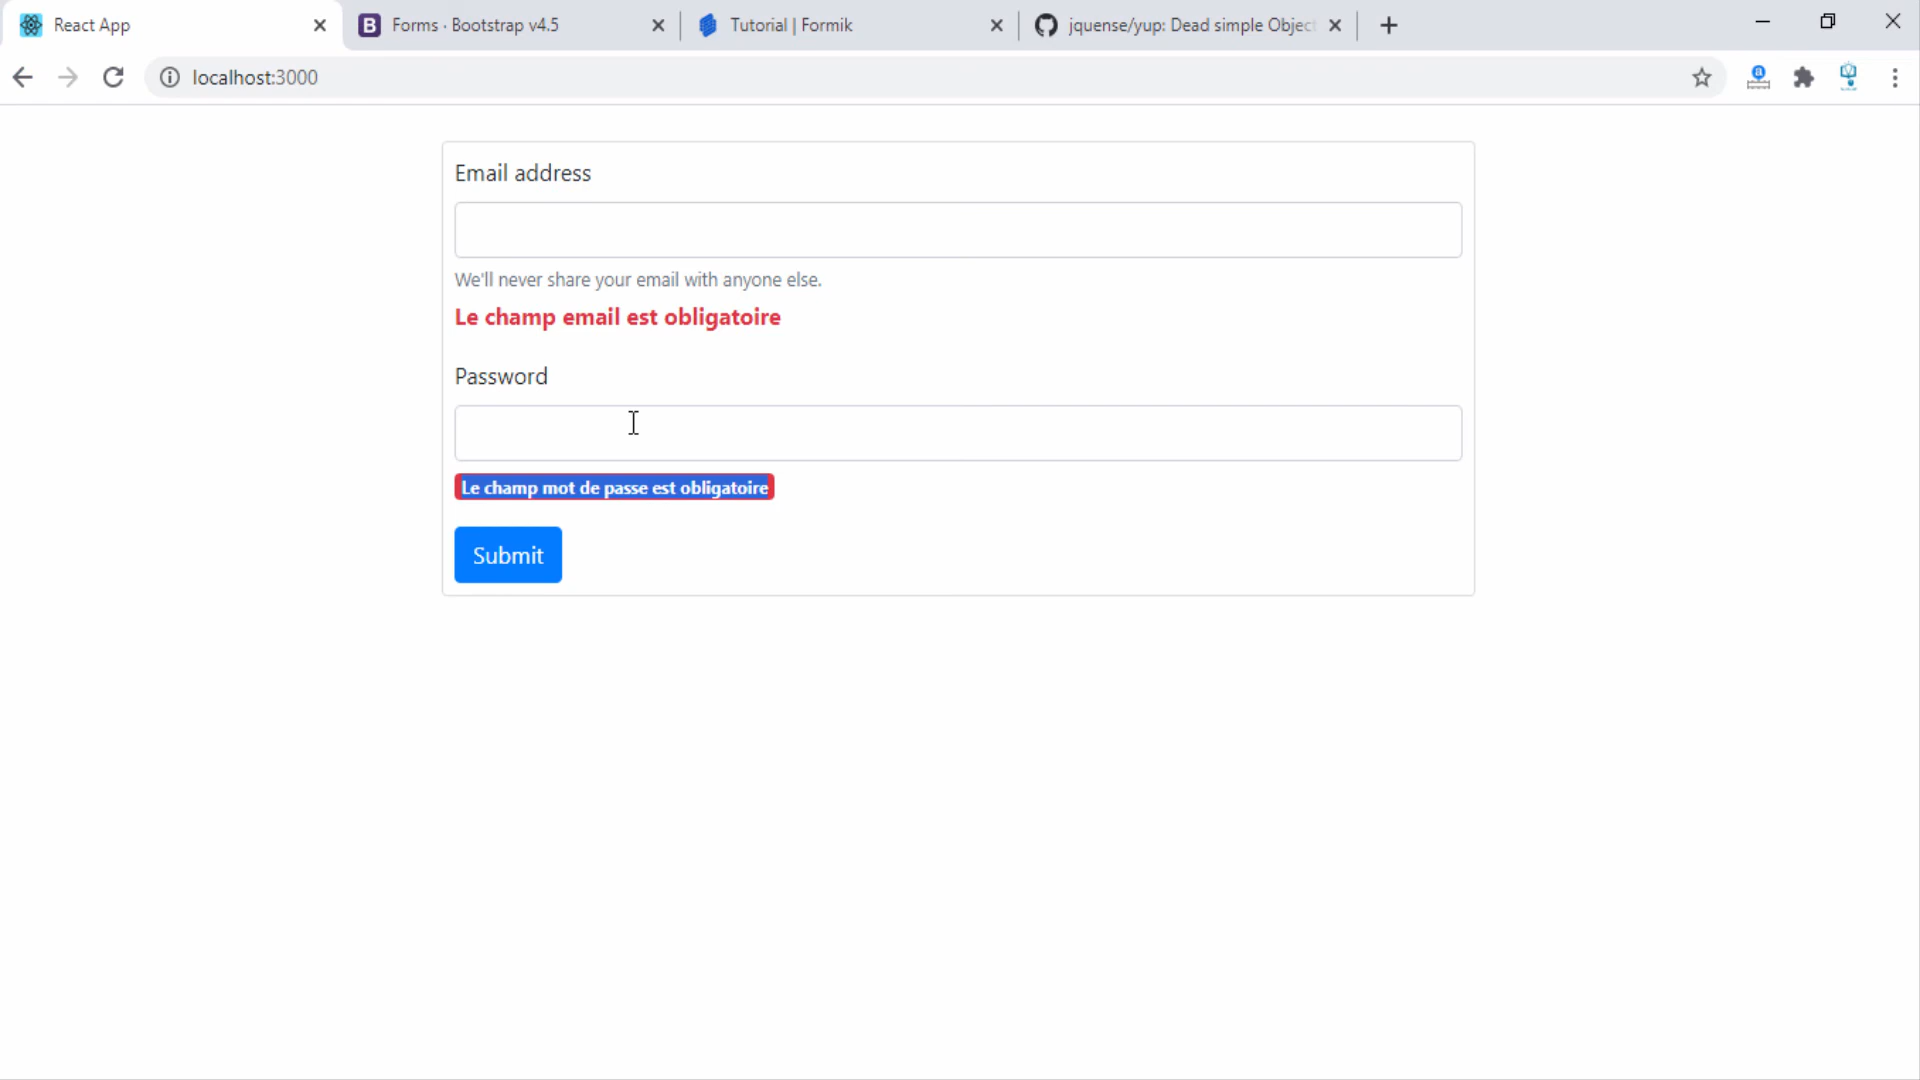 React App
Forms · Bootstrap v4.5
Tutorial | Formik
jquense/yup: Dead simple Objec
localhost:3000
Email address
We'll never share your email with anyone else.
Le champ email est obligatoire
Password
Le champ mot de passe est obligatoire
Submit